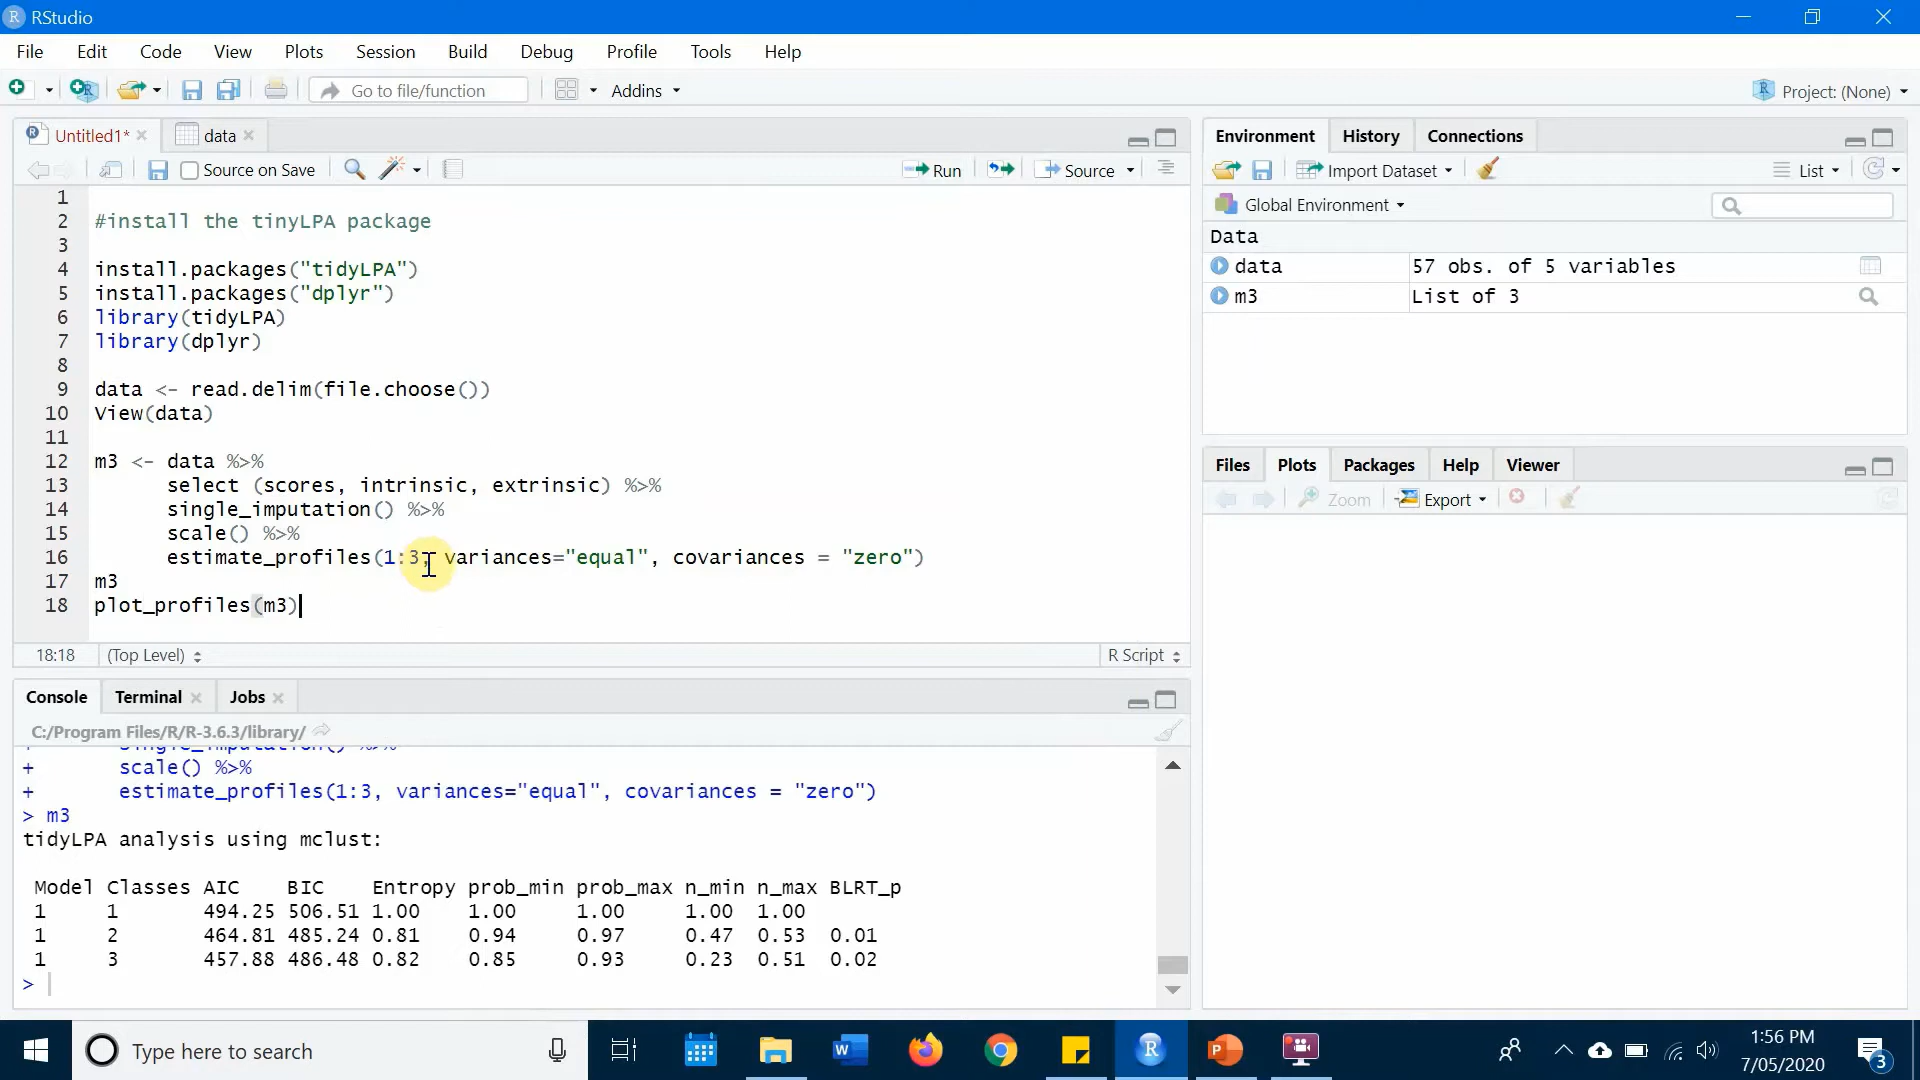 RStudio
File Edit Code View Plots Session Build Debug Profile Tools Help
Go to file/function Addins Project: (None)
Untitled1* data
Source on Save Run Source
1
2 #install the tinyLPA package
3
4 install.packages("tidyLPA")
5 install.packages("dplyr")
6 library(tidyLPA)
7 library(dplyr)
8
9 data <- read.delim(file.choose())
10 View(data)
11
12 m3 <- data %>%
13 select (scores, intrinsic, extrinsic) %>%
14 single_imputation() %>%
15 scale() %>%
16 estimate_profiles(1:3, variances="equal", covariances = "zero")
17 m3
18 plot_profiles(m3)
18:18 (Top Level) R Script
Console Terminal Jobs
C:/Program Files/R/R-3.6.3/library/
+ single_imputation() %>%
+ scale() %>%
+ estimate_profiles(1:3, variances="equal", covariances = "zero")
> m3
tidyLPA analysis using mclust:
Model Classes AIC BIC Entropy prob_min prob_max n_min n_max BLRT_p
1 1 494.25 506.51 1.00 1.00 1.00 1.00 1.00
1 2 464.81 485.24 0.81 0.94 0.97 0.47 0.53 0.01
1 3 457.88 486.48 0.82 0.85 0.93 0.23 0.51 0.02
>
Environment History Connections
Import Dataset List
Global Environment
Data
data 57 obs. of 5 variables
m3 List of 3
Files Plots Packages Help Viewer
Zoom Export
Type here to search
1:56 PM
7/05/2020
3